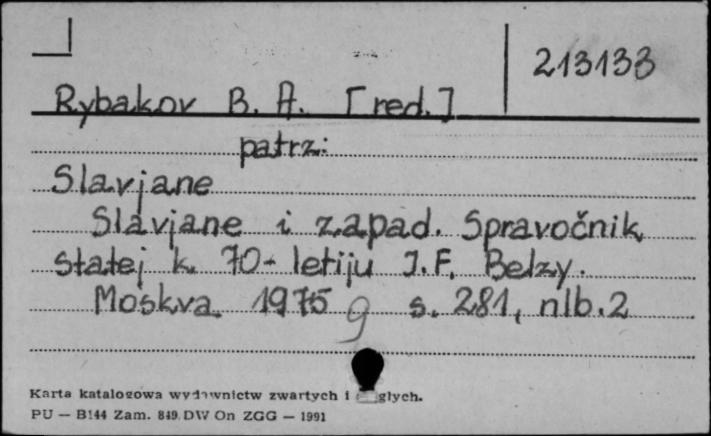 213133
Rybakov B. A. [red.]
patrz:
Slavjane
Slavjane i zapad. Spravočnik
statej k. 70-letiju I.F. Belzy.
Moskva 1975 g s. 281, nlb. 2
Karta katalogowa wydawnictw zwartych i głych.
PU — B144 Zam. 849. DW On ZGG — 1991